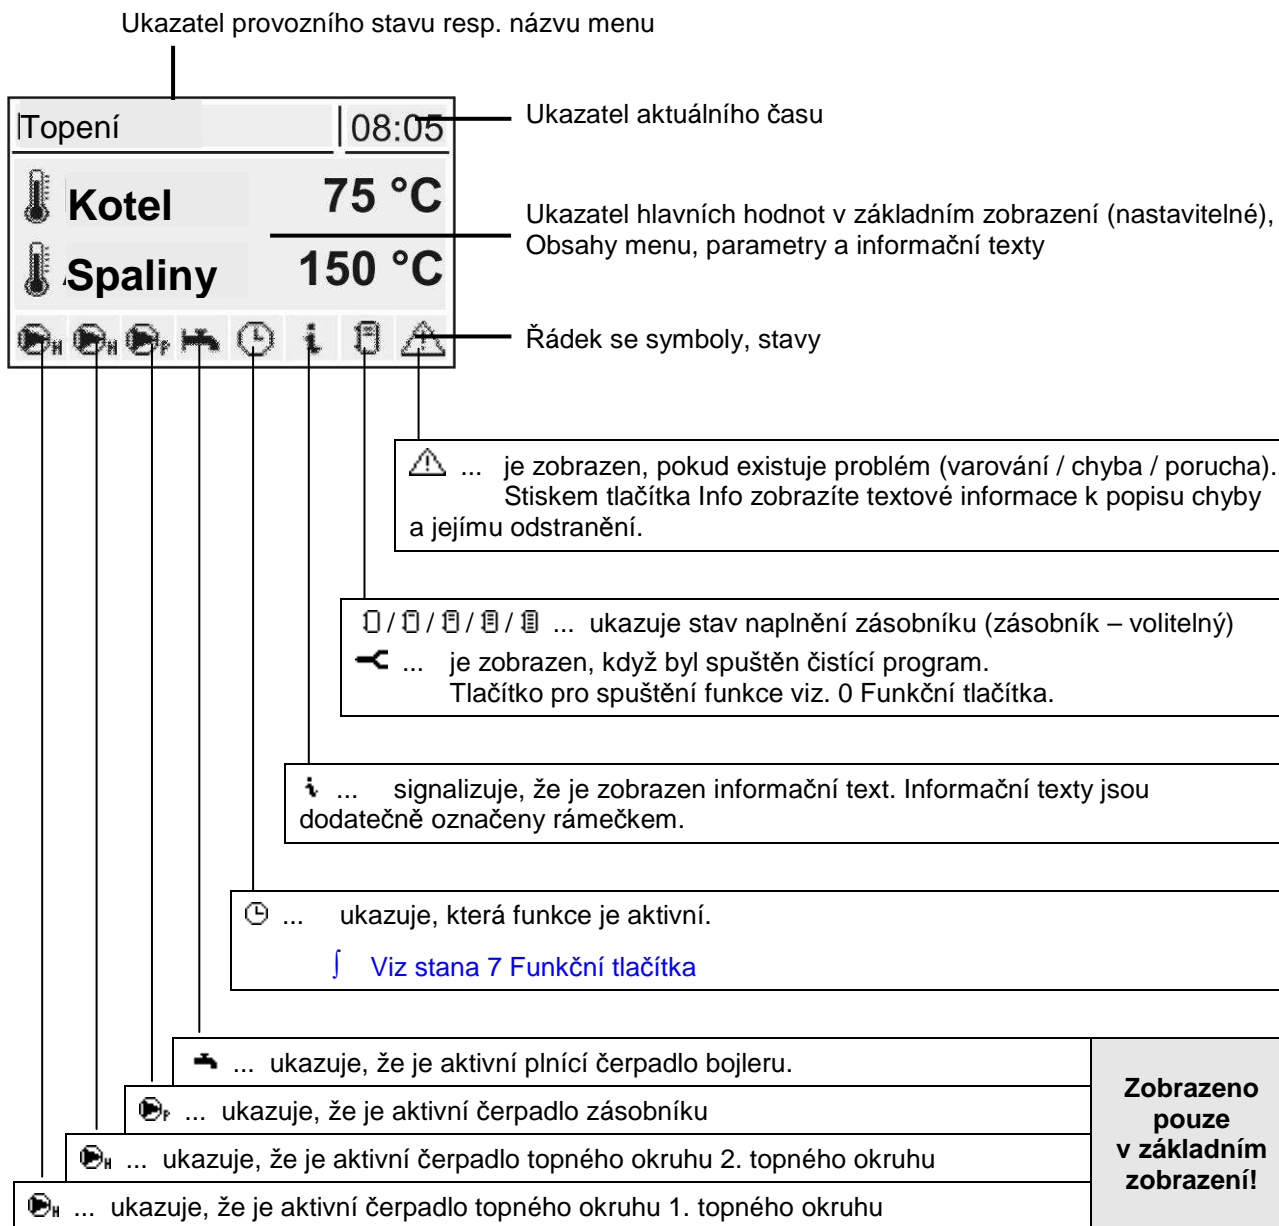 Ukazatel provozního stavu resp. názvu menu
Topení 08:05
Ukazatel aktuálního času
Kotel 75 °C
Ukazatel hlavních hodnot v základním zobrazení (nastavitelné),
Obsahy menu, parametry a informační texty
Spaliny 150 °C
H H P i
Řádek se symboly, stavy
... je zobrazen, pokud existuje problém (varování / chyba / porucha).
Stiskem tlačítka Info zobrazíte textové informace k popisu chyby
a jejímu odstranění.
/ / / / ... ukazuje stav naplnění zásobníku (zásobník – volitelný)
... je zobrazen, když byl spuštěn čistící program.
Tlačítko pro spuštění funkce viz. 0 Funkční tlačítka.
i ... signalizuje, že je zobrazen informační text. Informační texty jsou
dodatečně označeny rámečkem.
... ukazuje, která funkce je aktivní.
∫ Viz stana 7 Funkční tlačítka
... ukazuje, že je aktivní plnící čerpadlo bojleru.
P ... ukazuje, že je aktivní čerpadlo zásobníku
H ... ukazuje, že je aktivní čerpadlo topného okruhu 2. topného okruhu
H ... ukazuje, že je aktivní čerpadlo topného okruhu 1. topného okruhu
Zobrazeno
pouze
v základním
zobrazení!